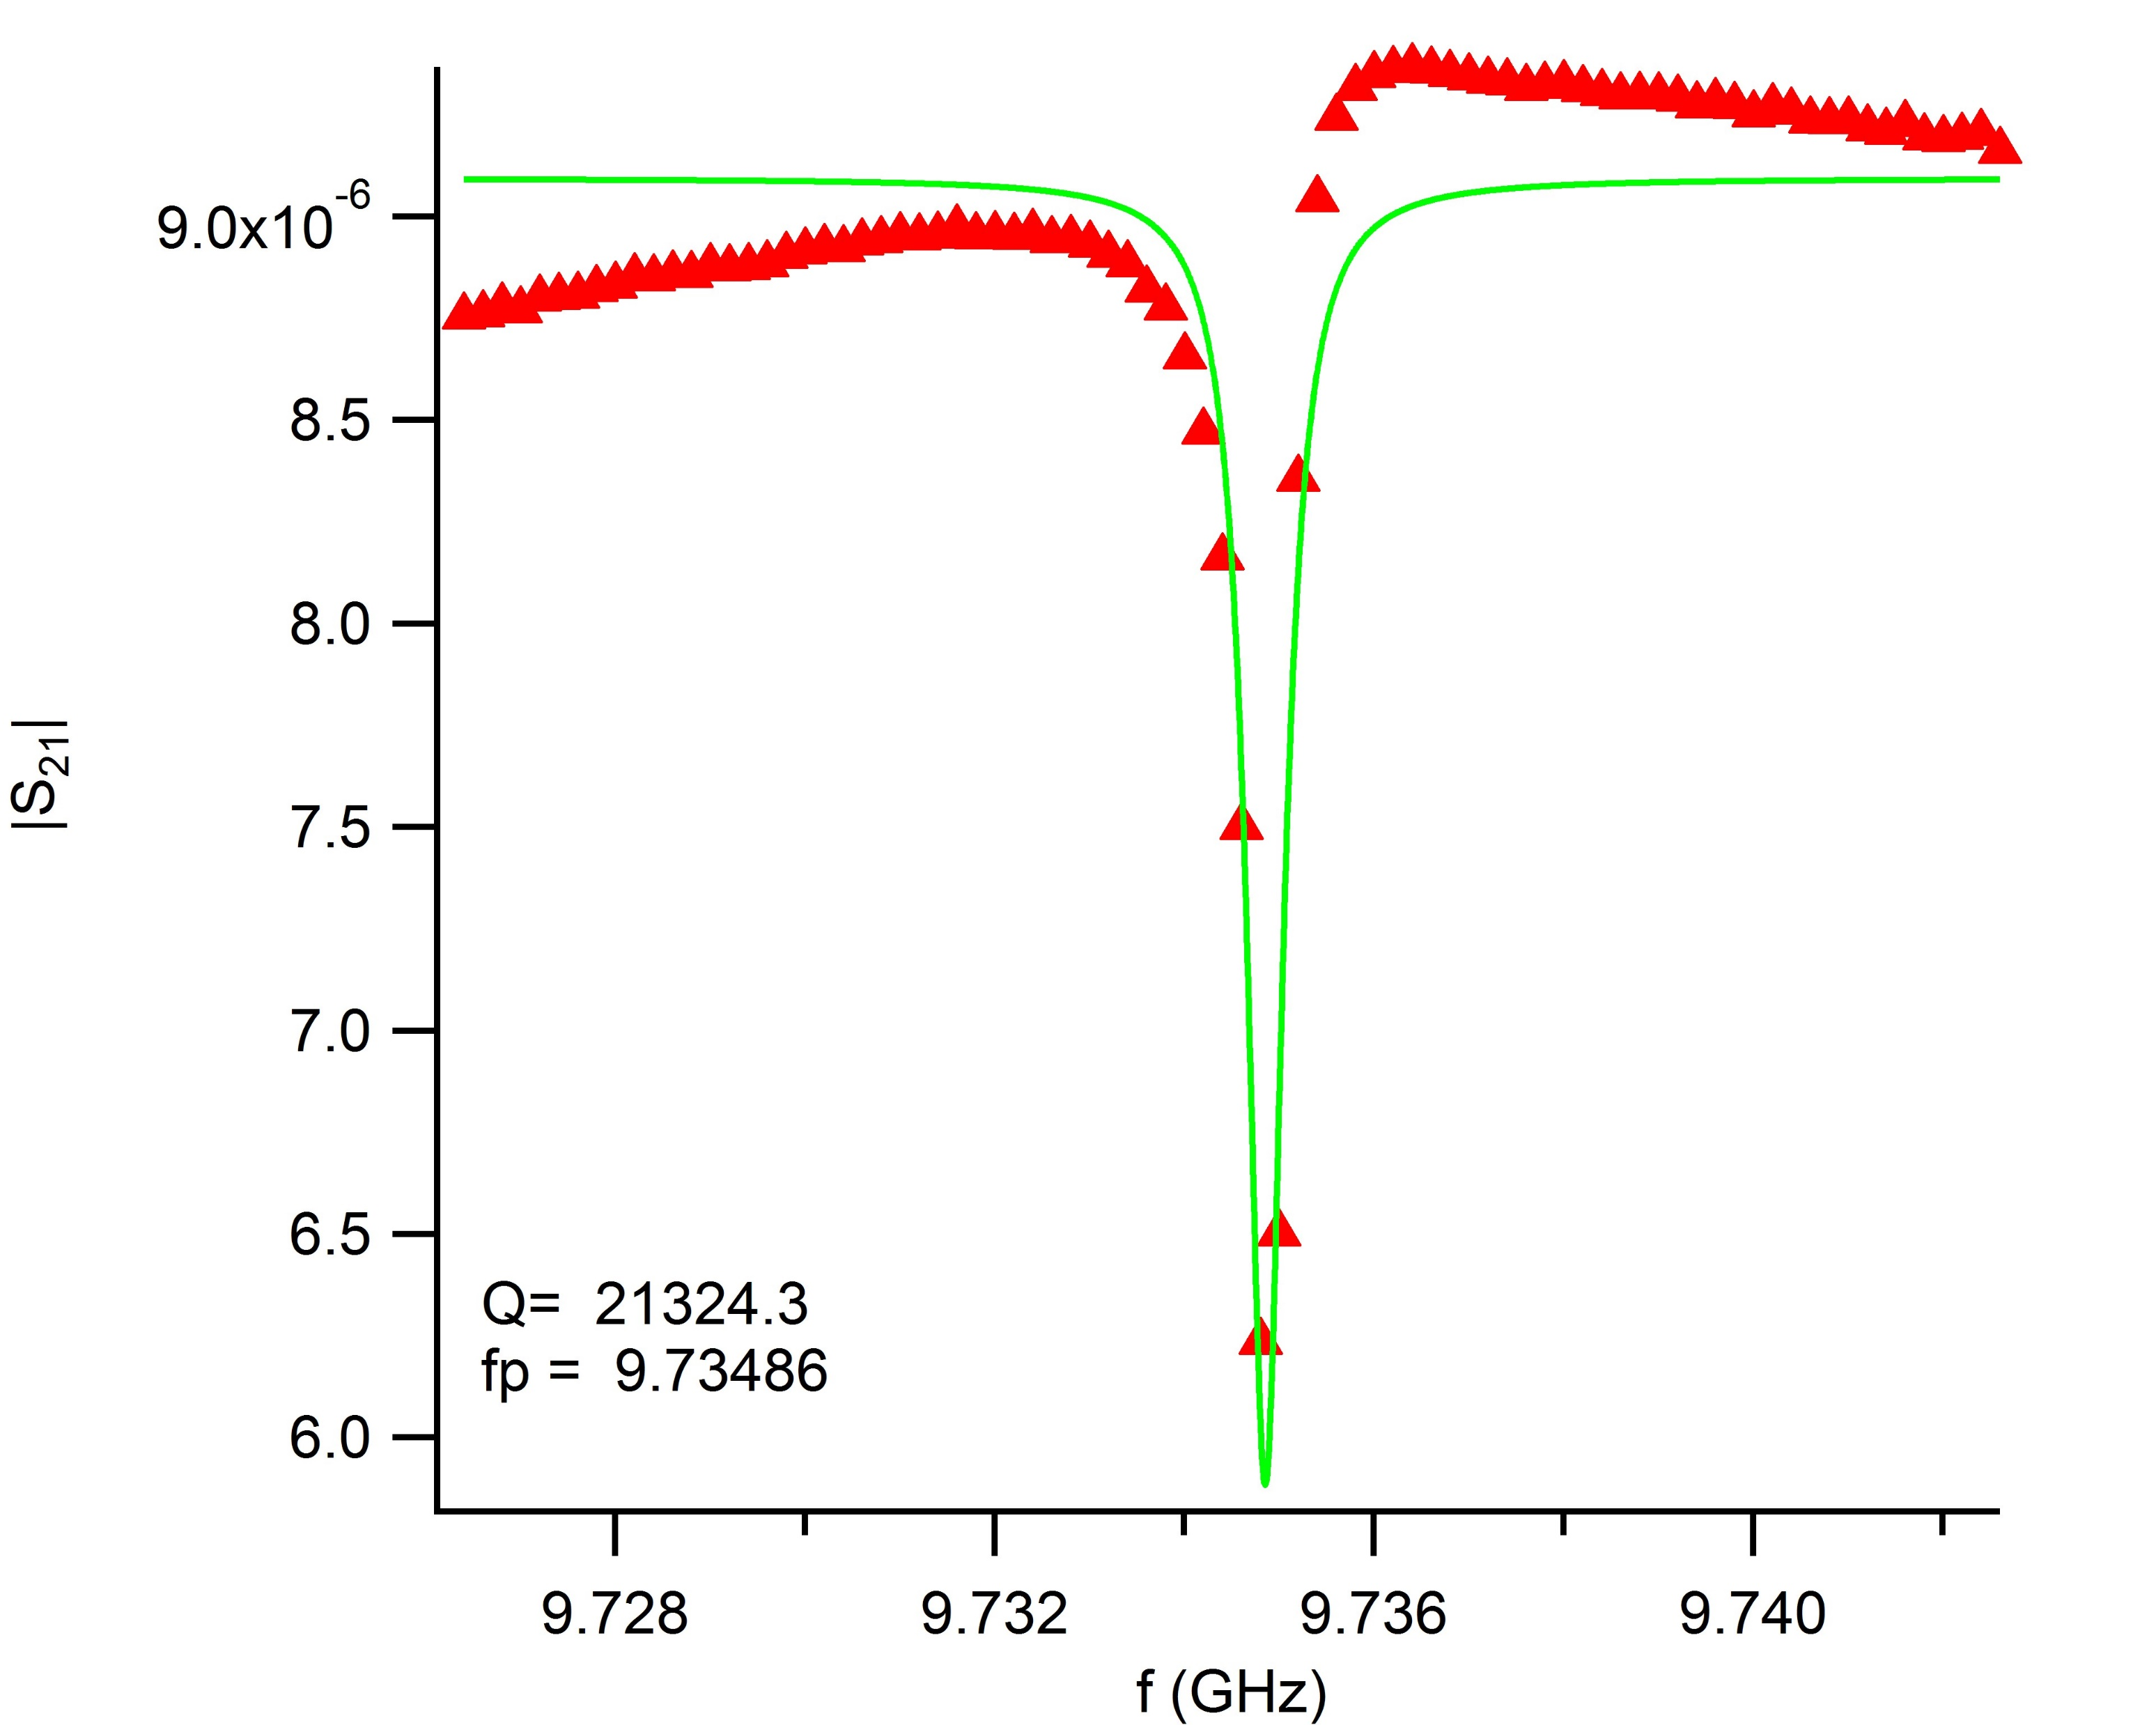 |S21|
9.0x10-6
8.5
8.0
7.5
7.0
6.5
6.0
Q=  21324.3
fp =  9.73486
9.728 9.732 9.736 9.740
f (GHz)